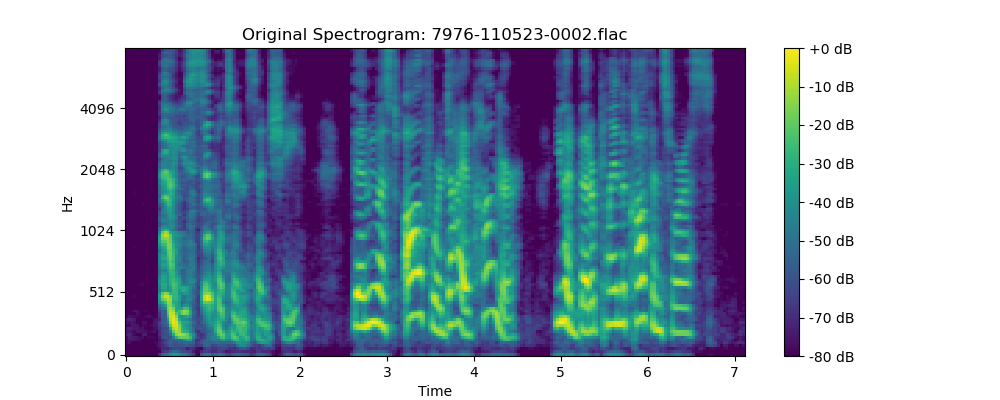 Original Spectrogram: 7976-110523-0002.flac
Hz
4096
2048
1024
512
0
0 1 2 3 4 5 6 7
Time
+0 dB
-10 dB
-20 dB
-30 dB
-40 dB
-50 dB
-60 dB
-70 dB
-80 dB